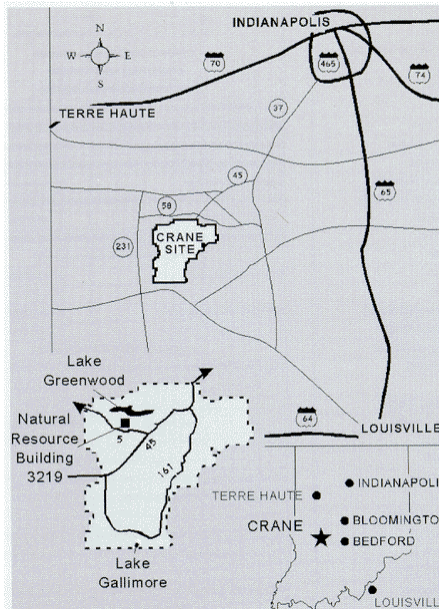 INDIANAPOLIS
N
W E
S
70
465
74
TERRE HAUTE
37
45
65
58
CRANE
SITE
231
Lake
Greenwood
Natural
Resource
Building
3219
5
45
161
Lake
Gallimore
64
LOUISVILLE
INDIANAPOLI
TERRE HAUTE
BLOOMINGTO
CRANE
BEDFORD
LOUISVILL